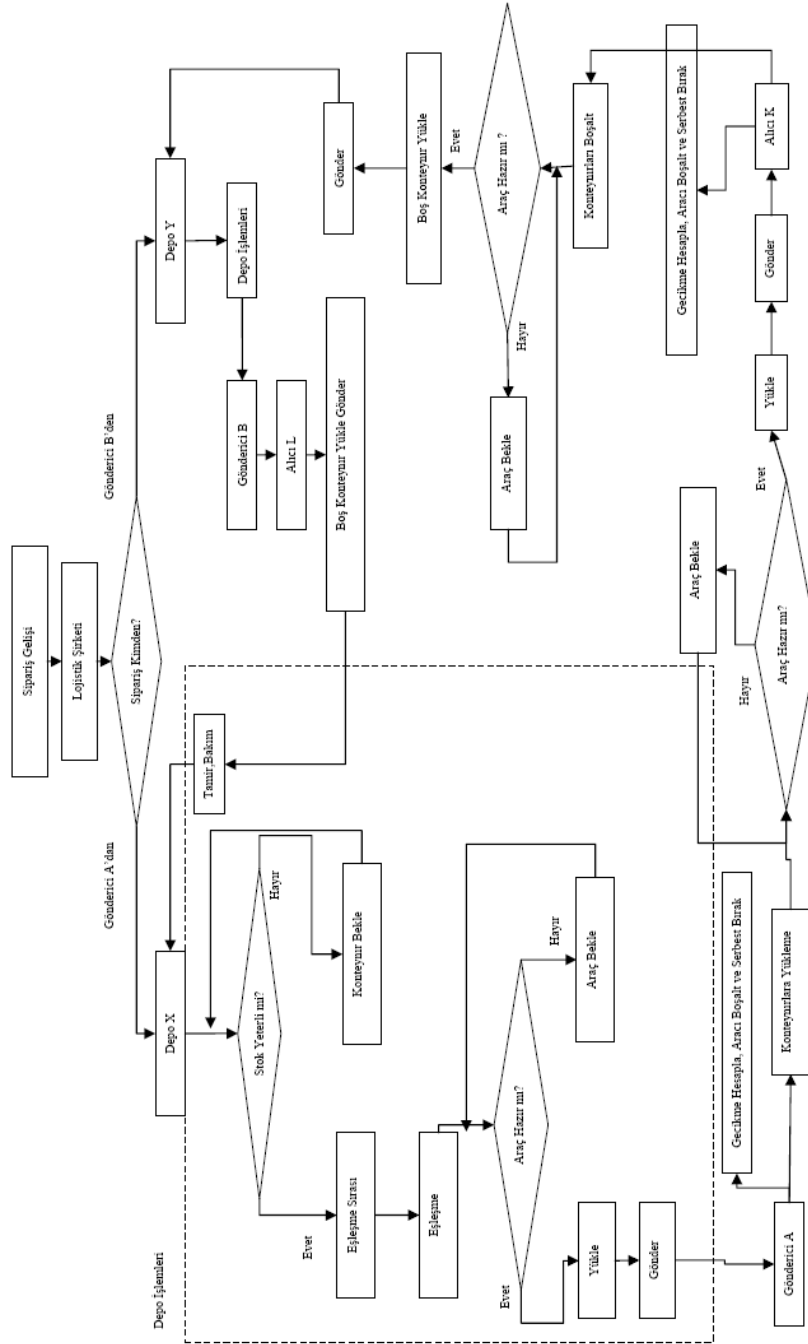 Sipariş Gelişi
Lojistik Şirketi
Sipariş Kimden?
Gönderici A'dan
Gönderici B'den
Depo X
Depo Y
Depo İşlemleri
Tamir,Bakım
Stok Yeterli mi?
Evet
Hayır
Konteynır Bekle
Eşleşme Sırası
Eşleşme
Araç Hazır mı?
Evet
Hayır
Araç Bekle
Yükle
Gönder
Gönderici A
Gecikme Hesapla, Aracı Boşalt ve Serbest Bırak
Konteynırlara Yükleme
Araç Hazır mı?
Hayır
Araç Bekle
Evet
Yükle
Gönder
Alıcı K
Gecikme Hesapla, Aracı Boşalt ve Serbest Bırak
Konteynırları Boşalt
Araç Hazır mı ?
Hayır
Araç Bekle
Evet
Boş Konteynır Yükle
Gönder
Depo İşlemleri
Gönderici B
Alıcı L
Boş Konteynır Yükle Gönder